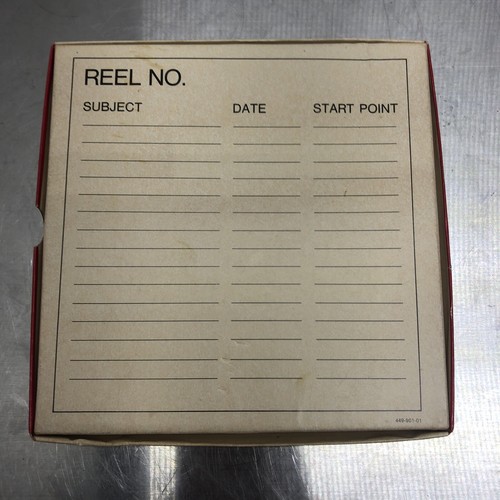 REEL NO.
SUBJECT DATE START POINT